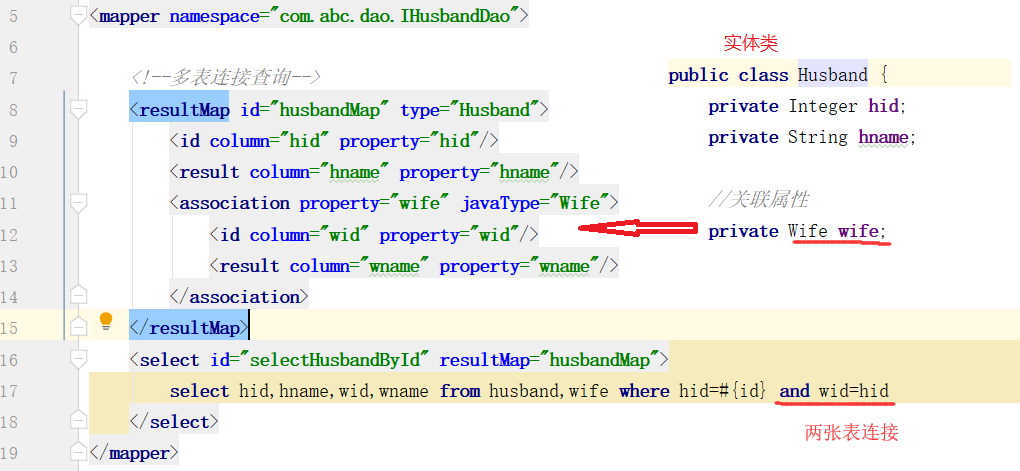 5 <mapper namespace="com.abc.dao.IHusbandDao">
6
7 <!--多表连接查询-->
8 <resultMap id="husbandMap" type="Husband">
9 <id column="hid" property="hid"/>
10 <result column="hname" property="hname"/>
11 <association property="wife" javaType="Wife">
12 <id column="wid" property="wid"/>
13 <result column="wname" property="wname"/>
14 </association>
15 </resultMap>
16 <select id="selectHusbandById" resultMap="husbandMap">
17 select hid,hname,wid,wname from husband,wife where hid=#{id} and wid=hid
18 </select>
19 </mapper>
实体类
public class Husband {
private Integer hid;
private String hname;
//关联属性
private Wife wife;
两张表连接